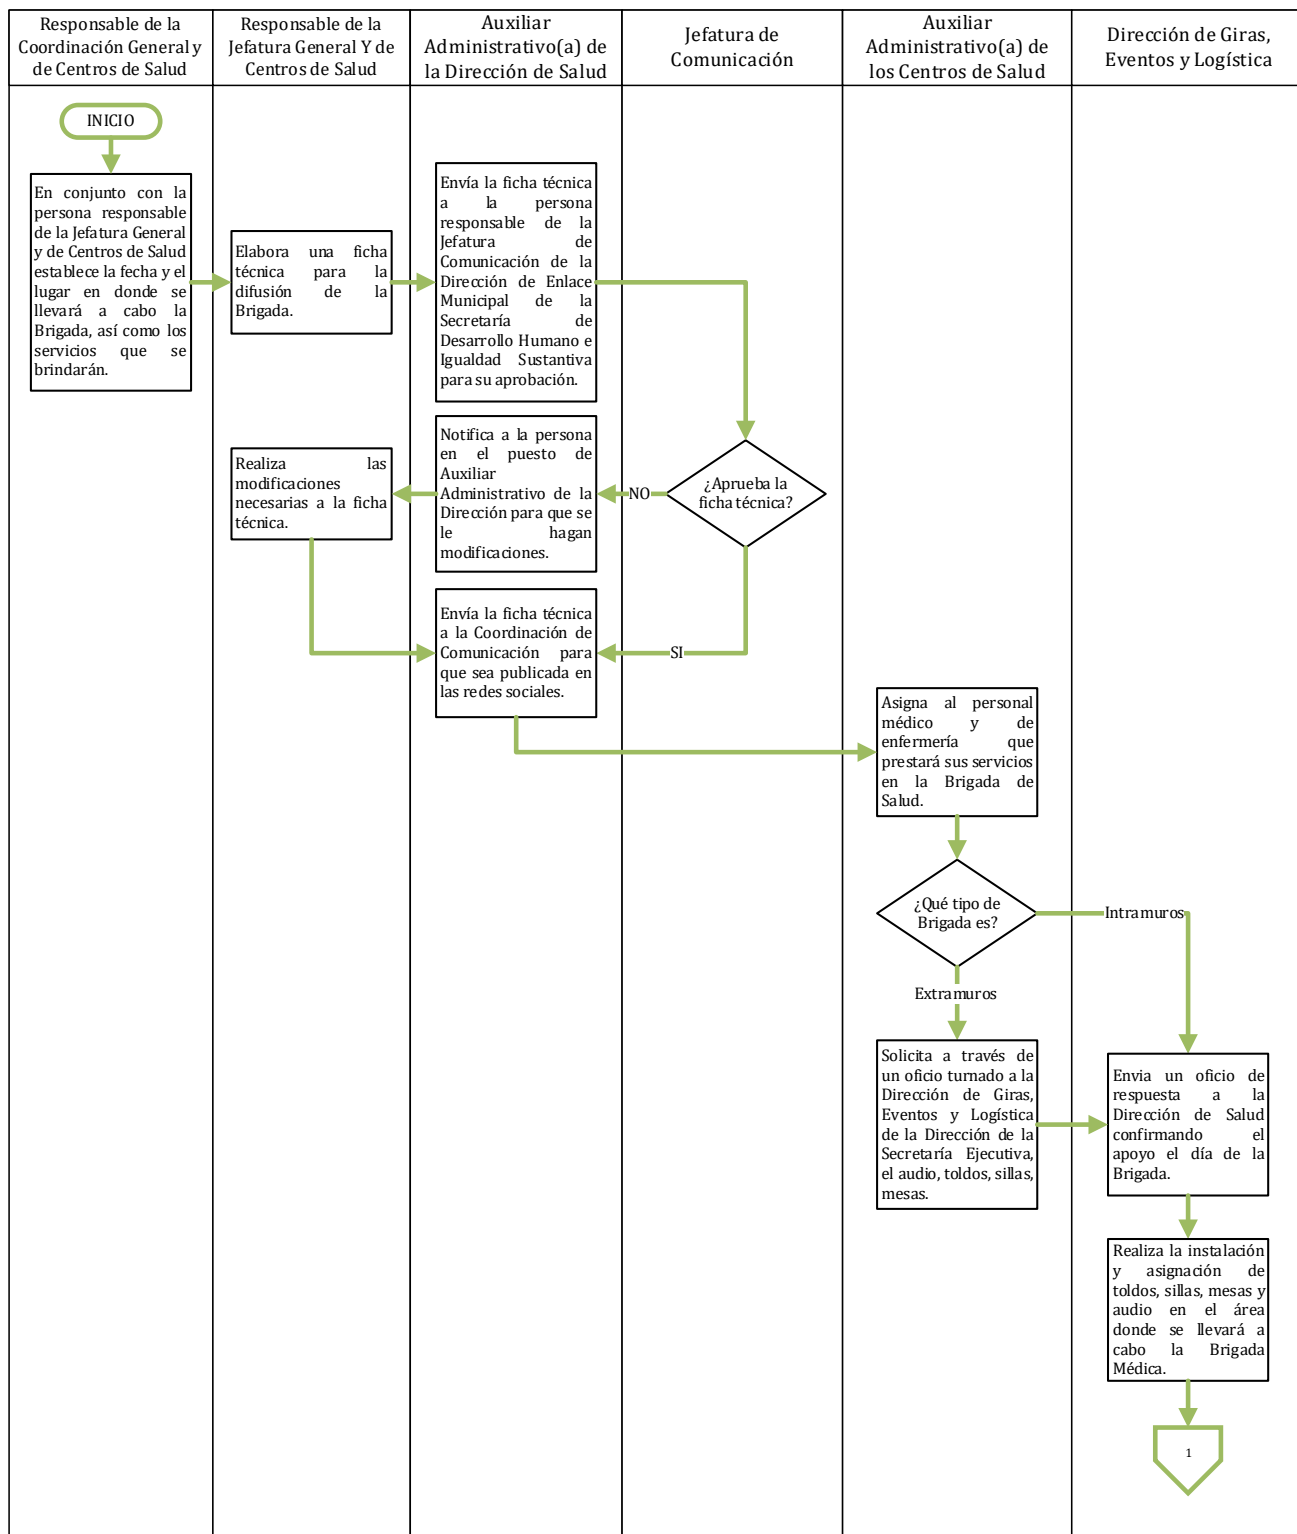 Responsable de la
Coordinación General y
de Centros de Salud
Responsable de la
Jefatura General Y de
Centros de Salud
Auxiliar
Administrativo(a) de
la Dirección de Salud
Jefatura de
Comunicación
Auxiliar
Administrativo(a) de
los Centros de Salud
Dirección de Giras,
Eventos y Logística
INICIO
En conjunto con la
persona responsable
de la Jefatura General
y de Centros de Salud
establece la fecha y el
lugar en donde se
llevará a cabo la
Brigada, así como los
servicios que se
brindarán.
Elabora una ficha
técnica para la
difusión de la
Brigada.
Envía la ficha técnica
a la persona
responsable de la
Jefatura de
Comunicación de la
Dirección de Enlace
Municipal de la
Secretaría de
Desarrollo Humano e
Igualdad Sustantiva
para su aprobación.
¿Aprueba la
ficha técnica?
NO
Notifica a la persona
en el puesto de
Auxiliar
Administrativo de la
Dirección para que se
le hagan
modificaciones.
Realiza las
modificaciones
necesarias a la ficha
técnica.
SI
Envía la ficha técnica
a la Coordinación de
Comunicación para
que sea publicada en
las redes sociales.
Asigna al personal
médico y de
enfermería que
prestará sus servicios
en la Brigada de
Salud.
¿Qué tipo de
Brigada es?
Intramuros
Extramuros
Solicita a través de
un oficio turnado a la
Dirección de Giras,
Eventos y Logística
de la Dirección de la
Secretaría Ejecutiva,
el audio, toldos, sillas,
mesas.
Envia un oficio de
respuesta a la
Dirección de Salud
confirmando el
apoyo el día de la
Brigada.
Realiza la instalación
y asignación de
toldos, sillas, mesas y
audio en el área
donde se llevará a
cabo la Brigada
Médica.
1